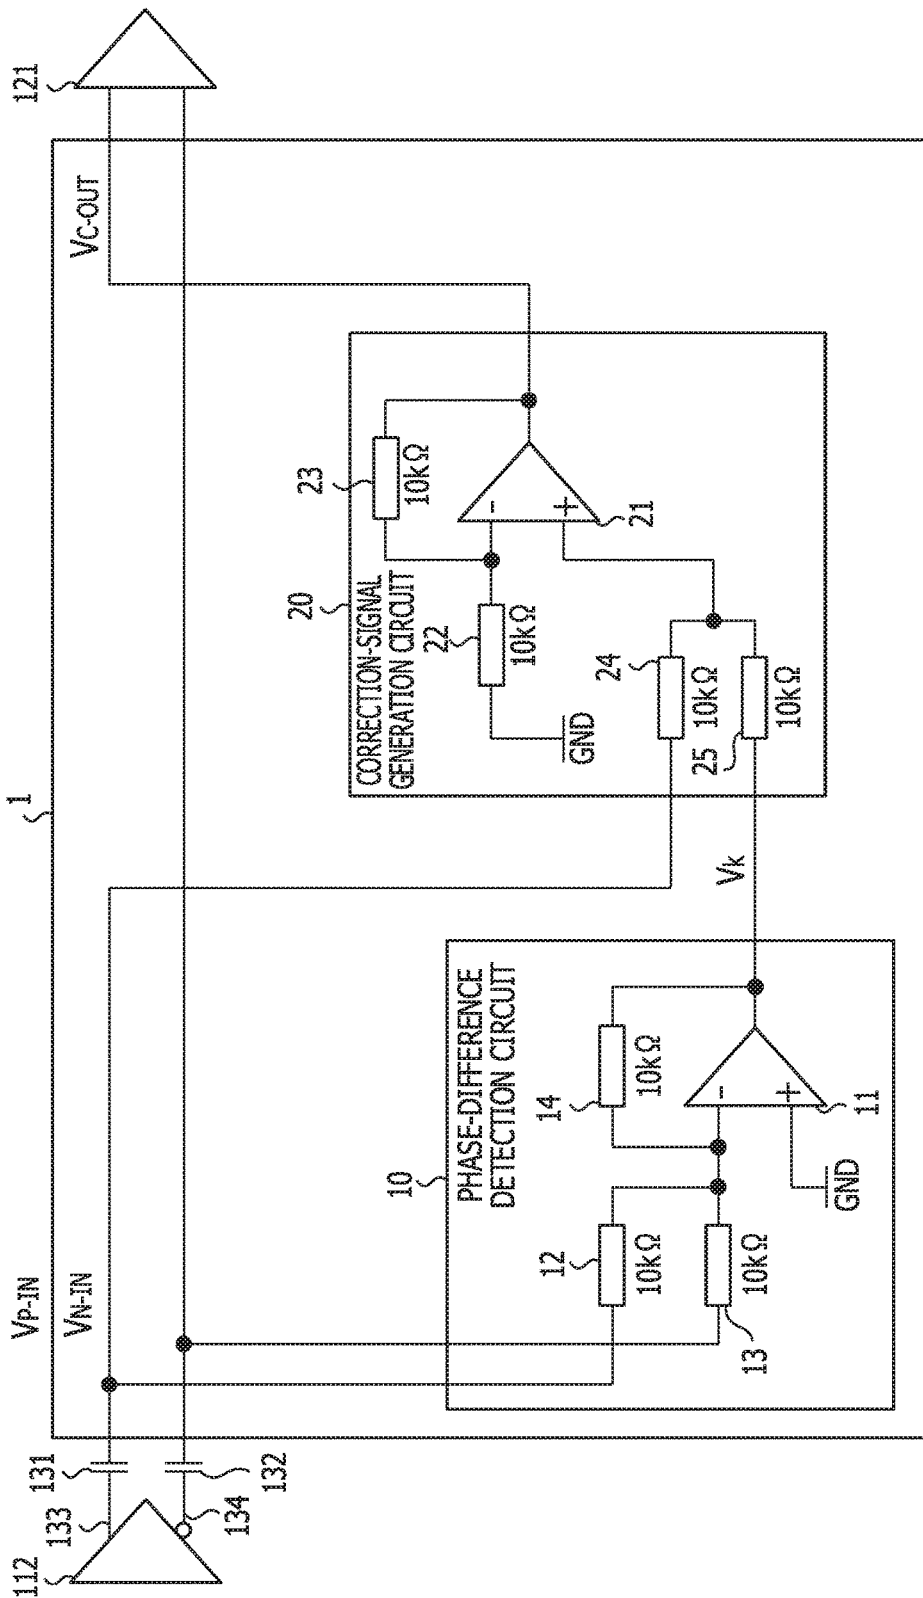 1
112
133
134
131
132
VP-IN
VN-IN
10
PHASE-DIFFERENCE
DETECTION CIRCUIT
12
10kΩ
13
10kΩ
14
10kΩ
-
+
11
GND
VK
20
CORRECTION-SIGNAL
GENERATION CIRCUIT
22
10kΩ
23
10kΩ
GND
24
10kΩ
25
10kΩ
-
+
21
VC-OUT
121